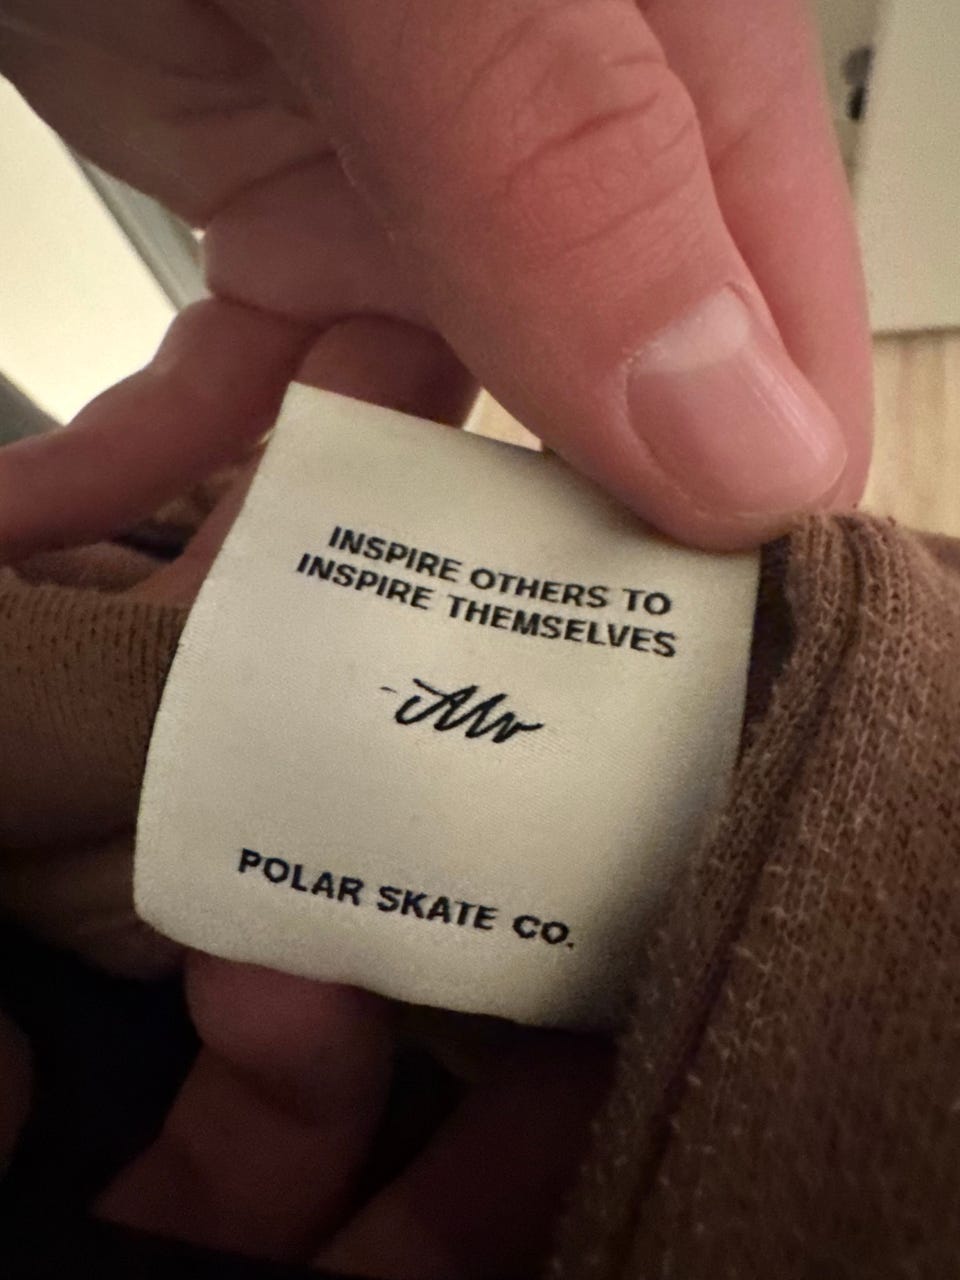 INSPIRE OTHERS TO
INSPIRE THEMSELVES
POLAR SKATE CO.